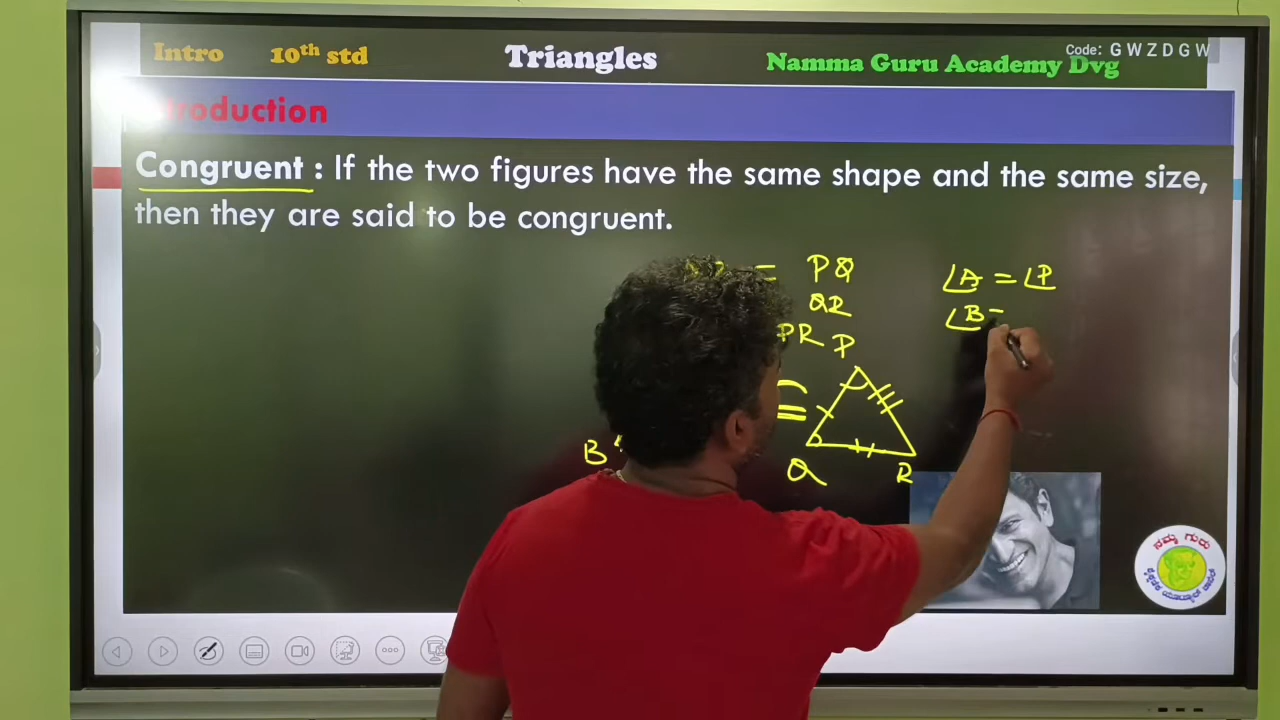 Intro 10th std Triangles Namma Guru Academy Dvg Code: G W Z D G W
troduction
Congruent : If the two figures have the same shape and the same size,
then they are said to be congruent.
= PQ
QR
PR
∠A = ∠P
∠B =
P
≅
B
Q
R
ನಮ್ಮ ಗುರು